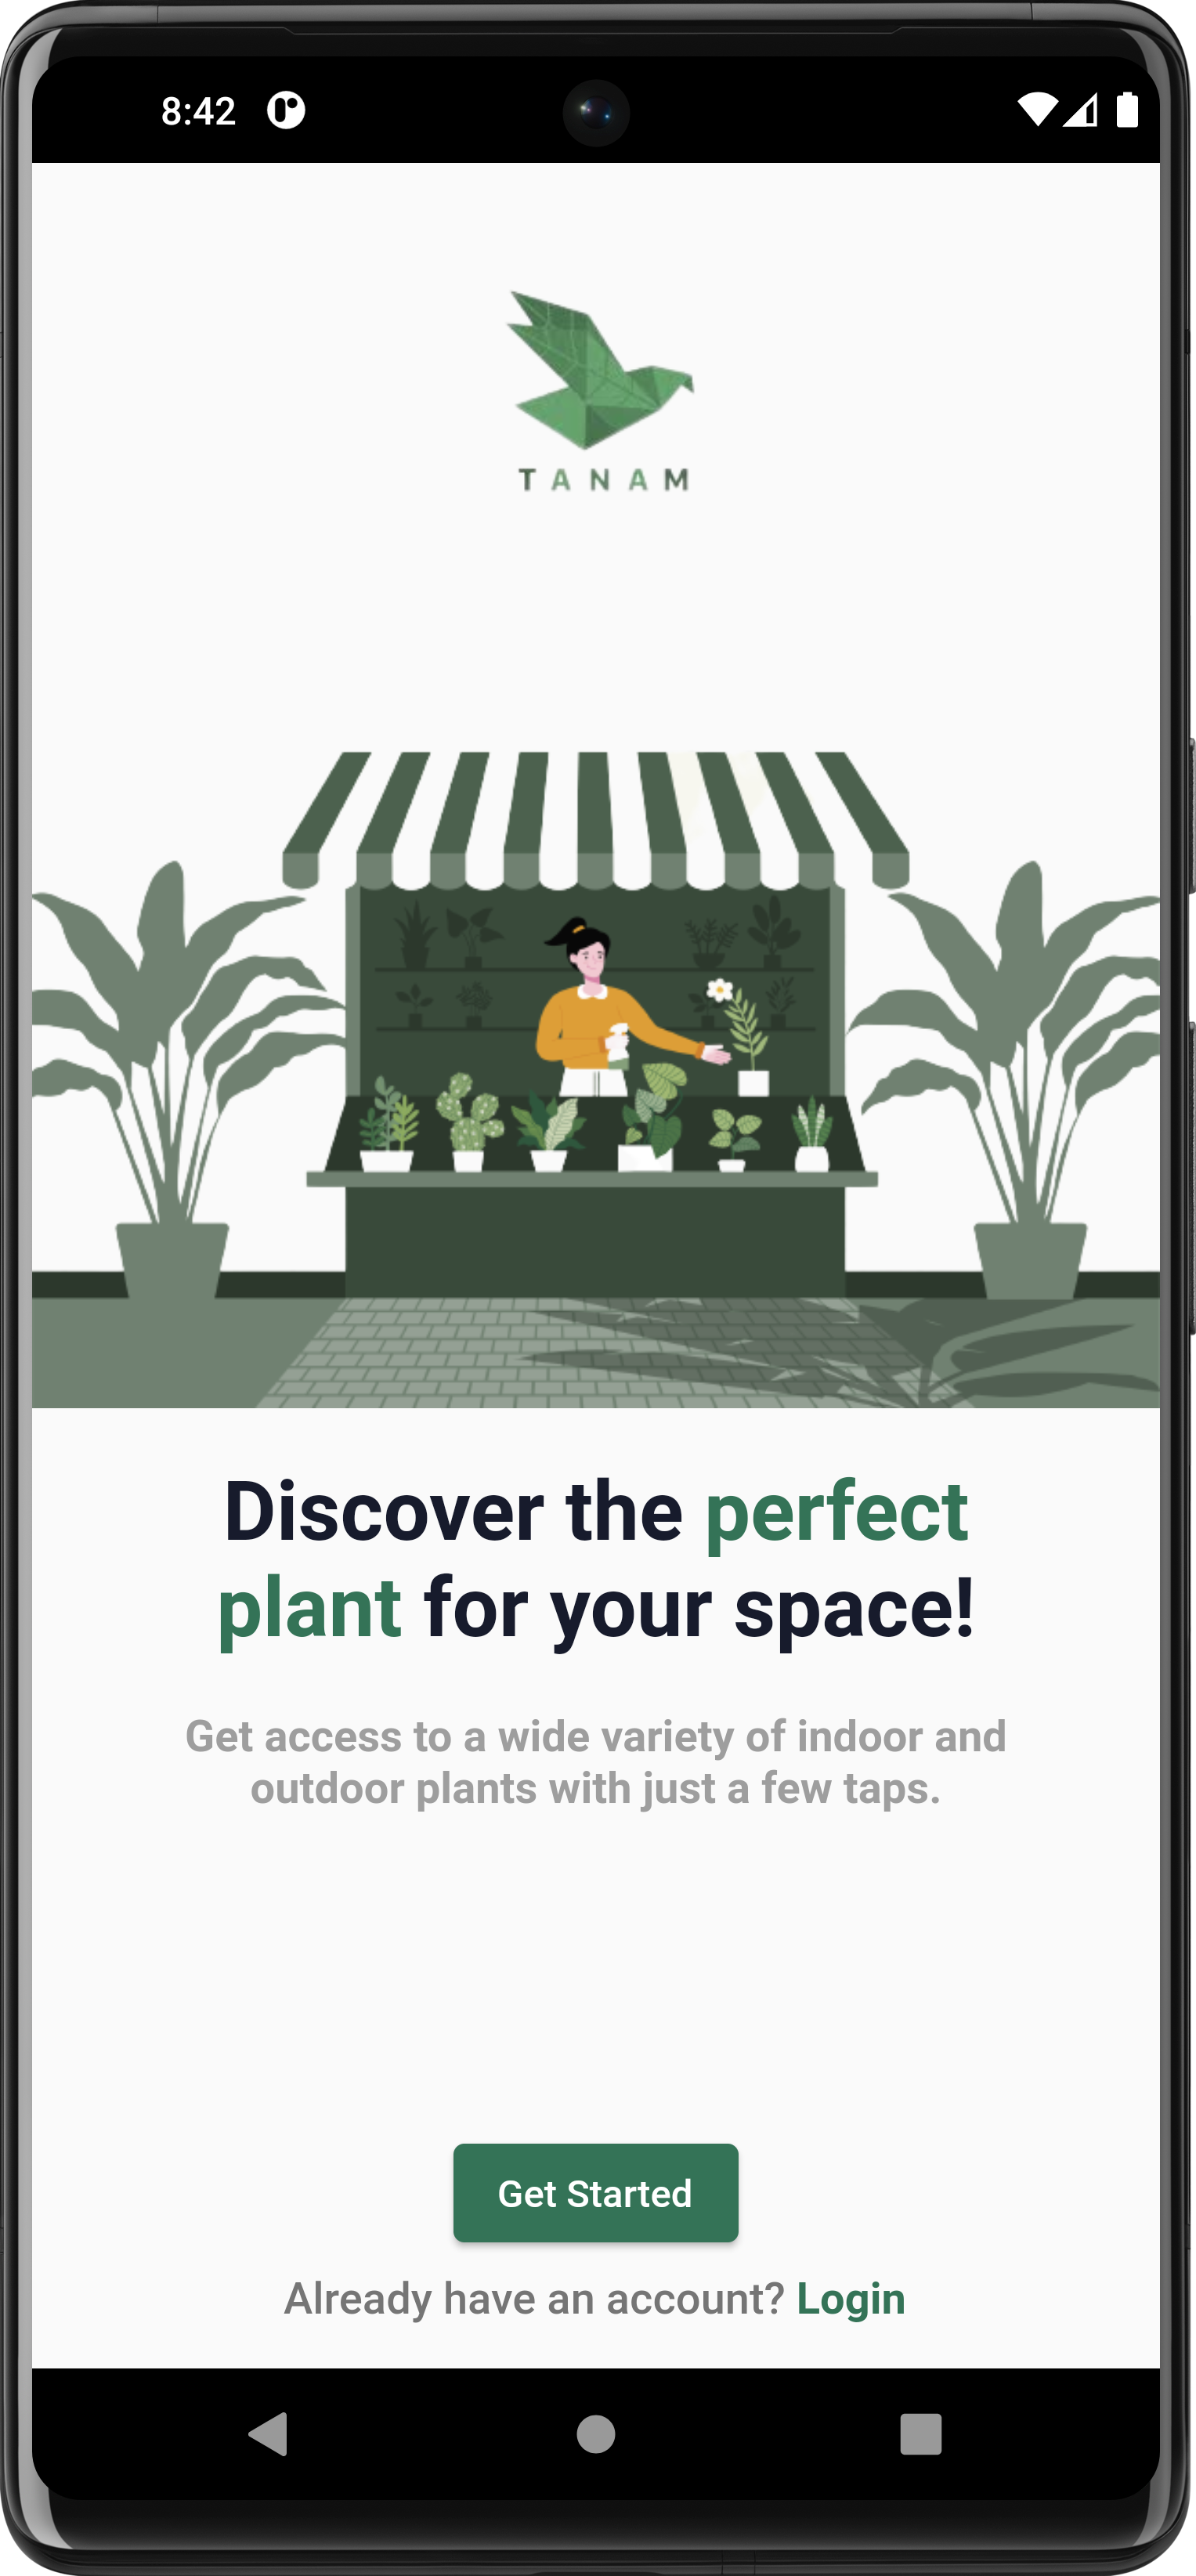 8:42
TANAM
Discover the perfect
plant for your space!
Get access to a wide variety of indoor and
outdoor plants with just a few taps.
Get Started
Already have an account? Login